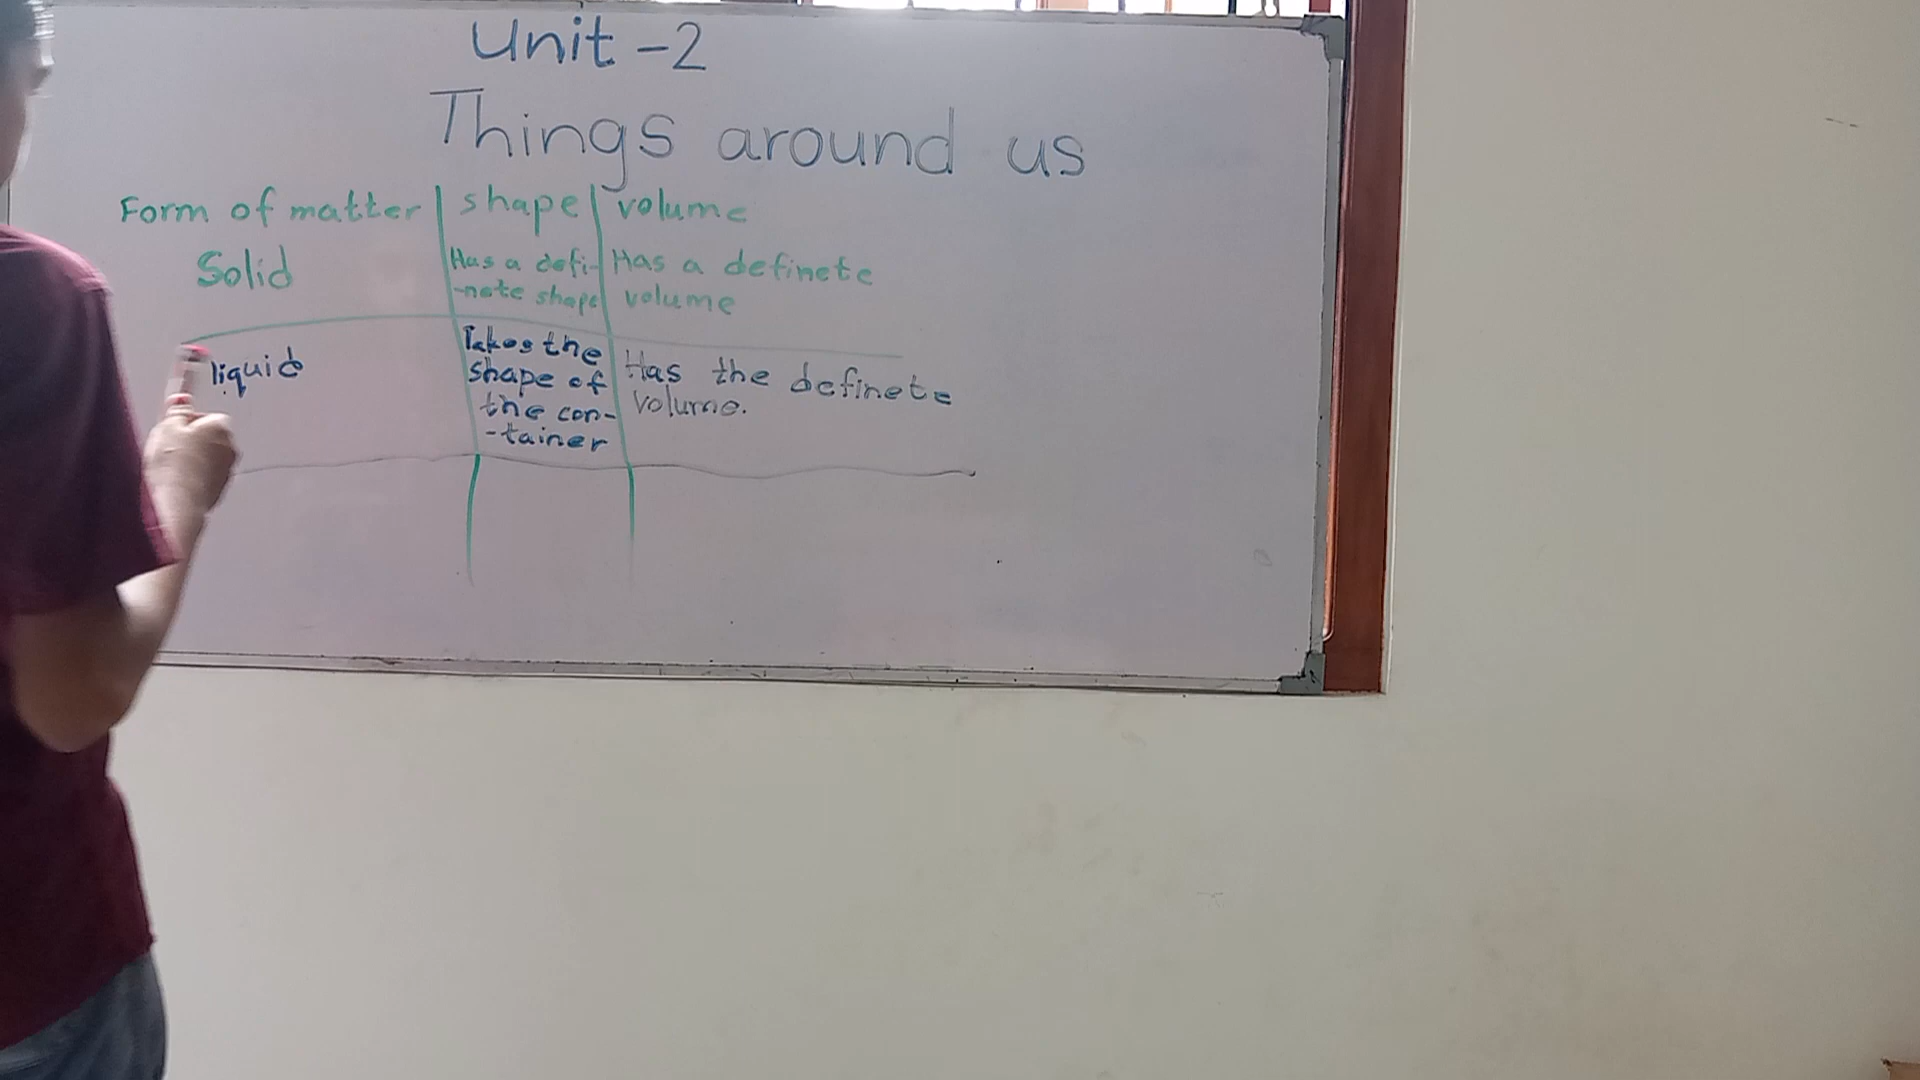 Unit - 2
Things around us
Form of matter shape volume
Solid
Has a defi-
-nete shape
Has a definete
volume
liquid
Takes the
shape of
the con-
-tainer
Has the definete
volume.